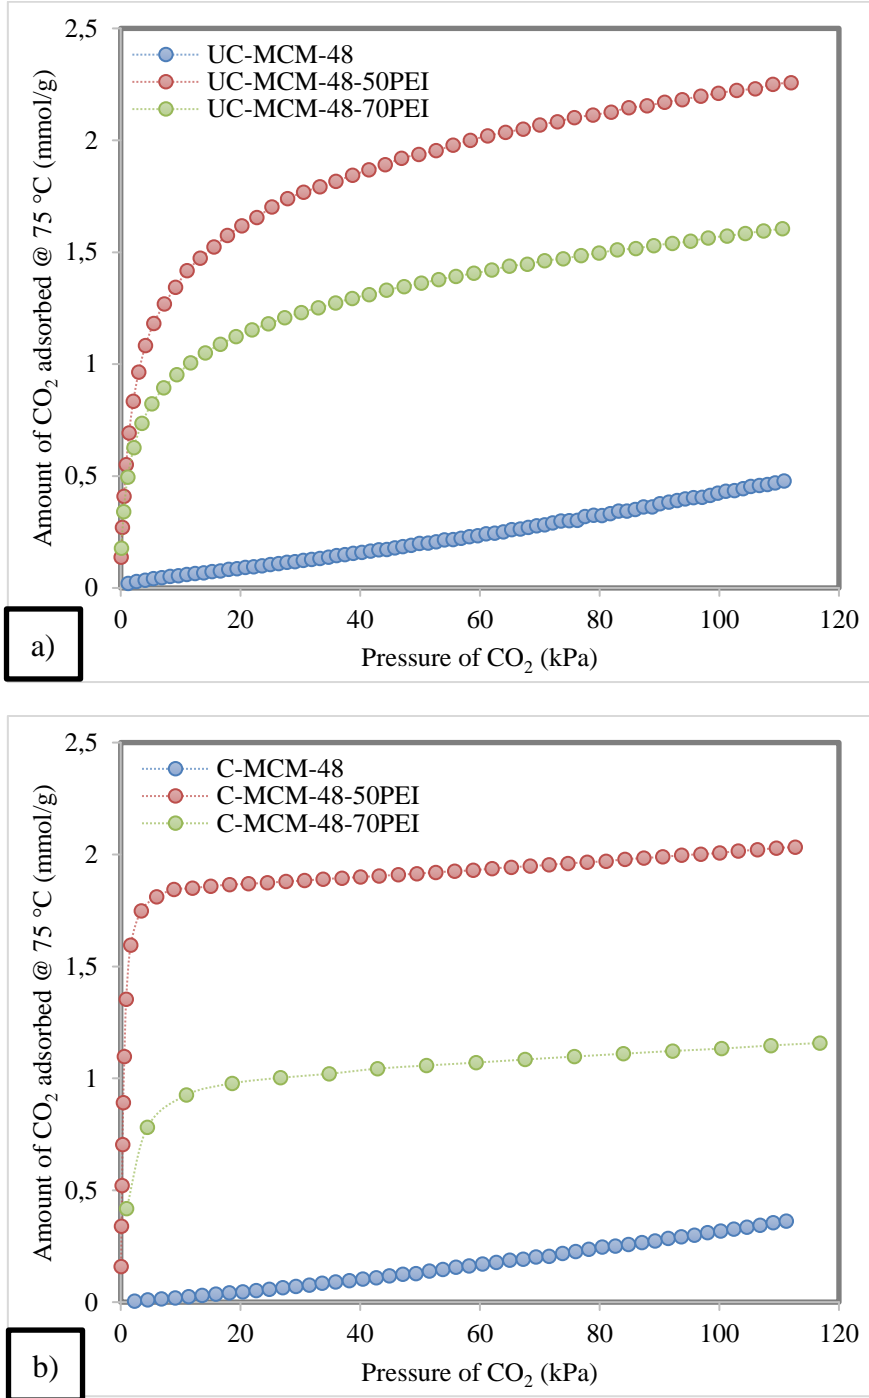 2,5
2
1,5
1
0,5
0
Amount of CO₂ adsorbed @ 75 °C (mmol/g)
UC-MCM-48
UC-MCM-48-50PEI
UC-MCM-48-70PEI
0 20 40 60 80 100 120
Pressure of CO₂ (kPa)
a)
2,5
2
1,5
1
0,5
0
Amount of CO₂ adsorbed @ 75 °C (mmol/g)
C-MCM-48
C-MCM-48-50PEI
C-MCM-48-70PEI
0 20 40 60 80 100 120
Pressure of CO₂ (kPa)
b)